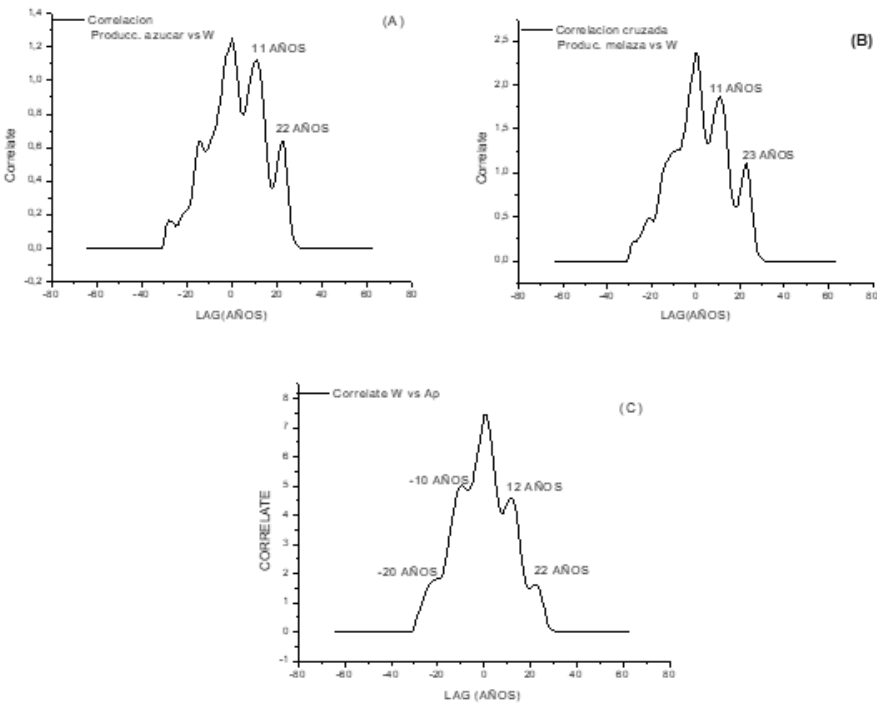 Correlacion
Producc. azucar vs W
(A)
11 AÑOS
22 AÑOS
Correlate
1,4
1,2
1,0
0,8
0,6
0,4
0,2
0,0
-0,2
-80 -60 -40 -20 0 20 40 60 80
LAG(AÑOS)
Correlacion cruzada
Produc. melaza vs W
(B)
11 AÑOS
23 AÑOS
Correlate
2,5
2,0
1,5
1,0
0,5
0,0
-80 -60 -40 -20 0 20 40 60 80
LAG(AÑOS)
Correlate W vs Ap
(C)
-10 AÑOS
12 AÑOS
-20 AÑOS
22 AÑOS
CORRELATE
8
7
6
5
4
3
2
1
0
-1
-80 -60 -40 -20 0 20 40 60 80
LAG (AÑOS)